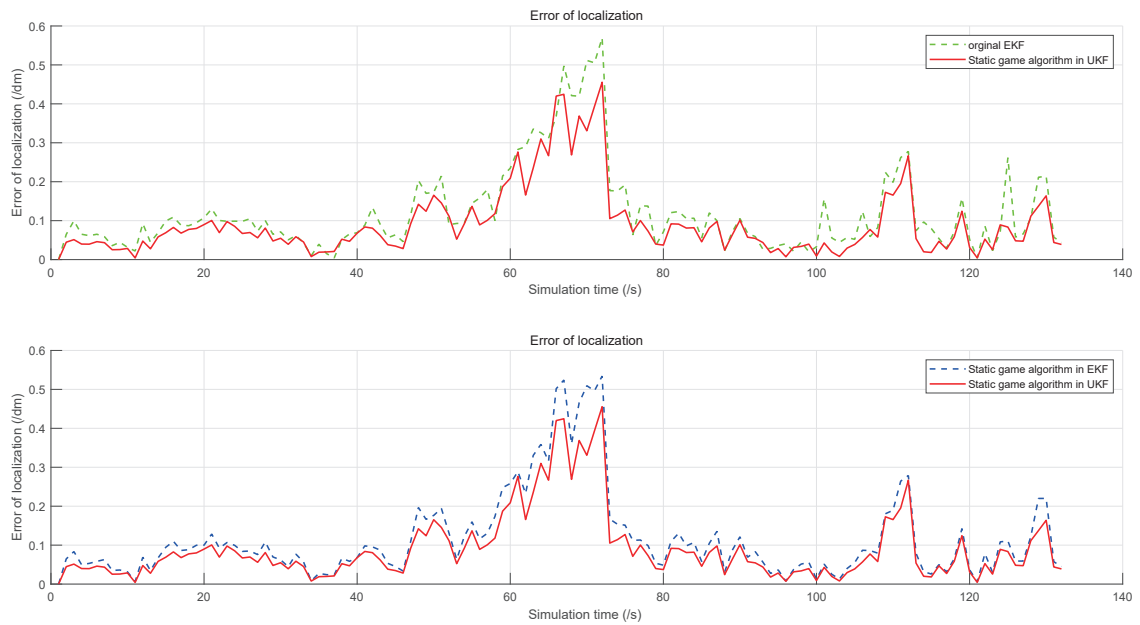 Error of localization
0.6
0.5
0.4
0.3
0.2
0.1
0
Error of localization (/dm)
orginal EKF
Static game algorithm in UKF
0 20 40 60 80 100 120 140
Simulation time (/s)
Error of localization
0.6
0.5
0.4
0.3
0.2
0.1
0
Error of localization (/dm)
Static game algorithm in EKF
Static game algorithm in UKF
0 20 40 60 80 100 120 140
Simulation time (/s)